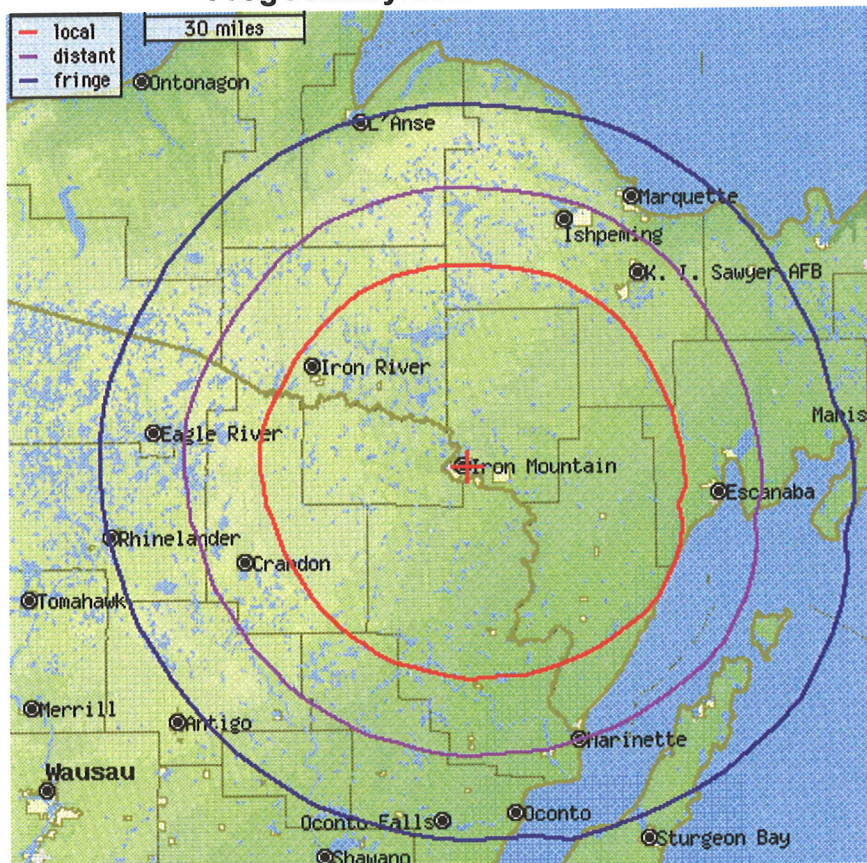 30 miles
local
distant
fringe
Ontonagon
L'Anse
Marquette
Ishpeming
K. I. Sawyer AFB
Iron River
Manis
Eagle River
Iron Mountain
Escanaba
Rhinelander
Crandon
Tomahawk
Merrill
Antigo
Marinette
Wausau
Oconto Falls
Oconto
Sturgeon Bay
Shawano